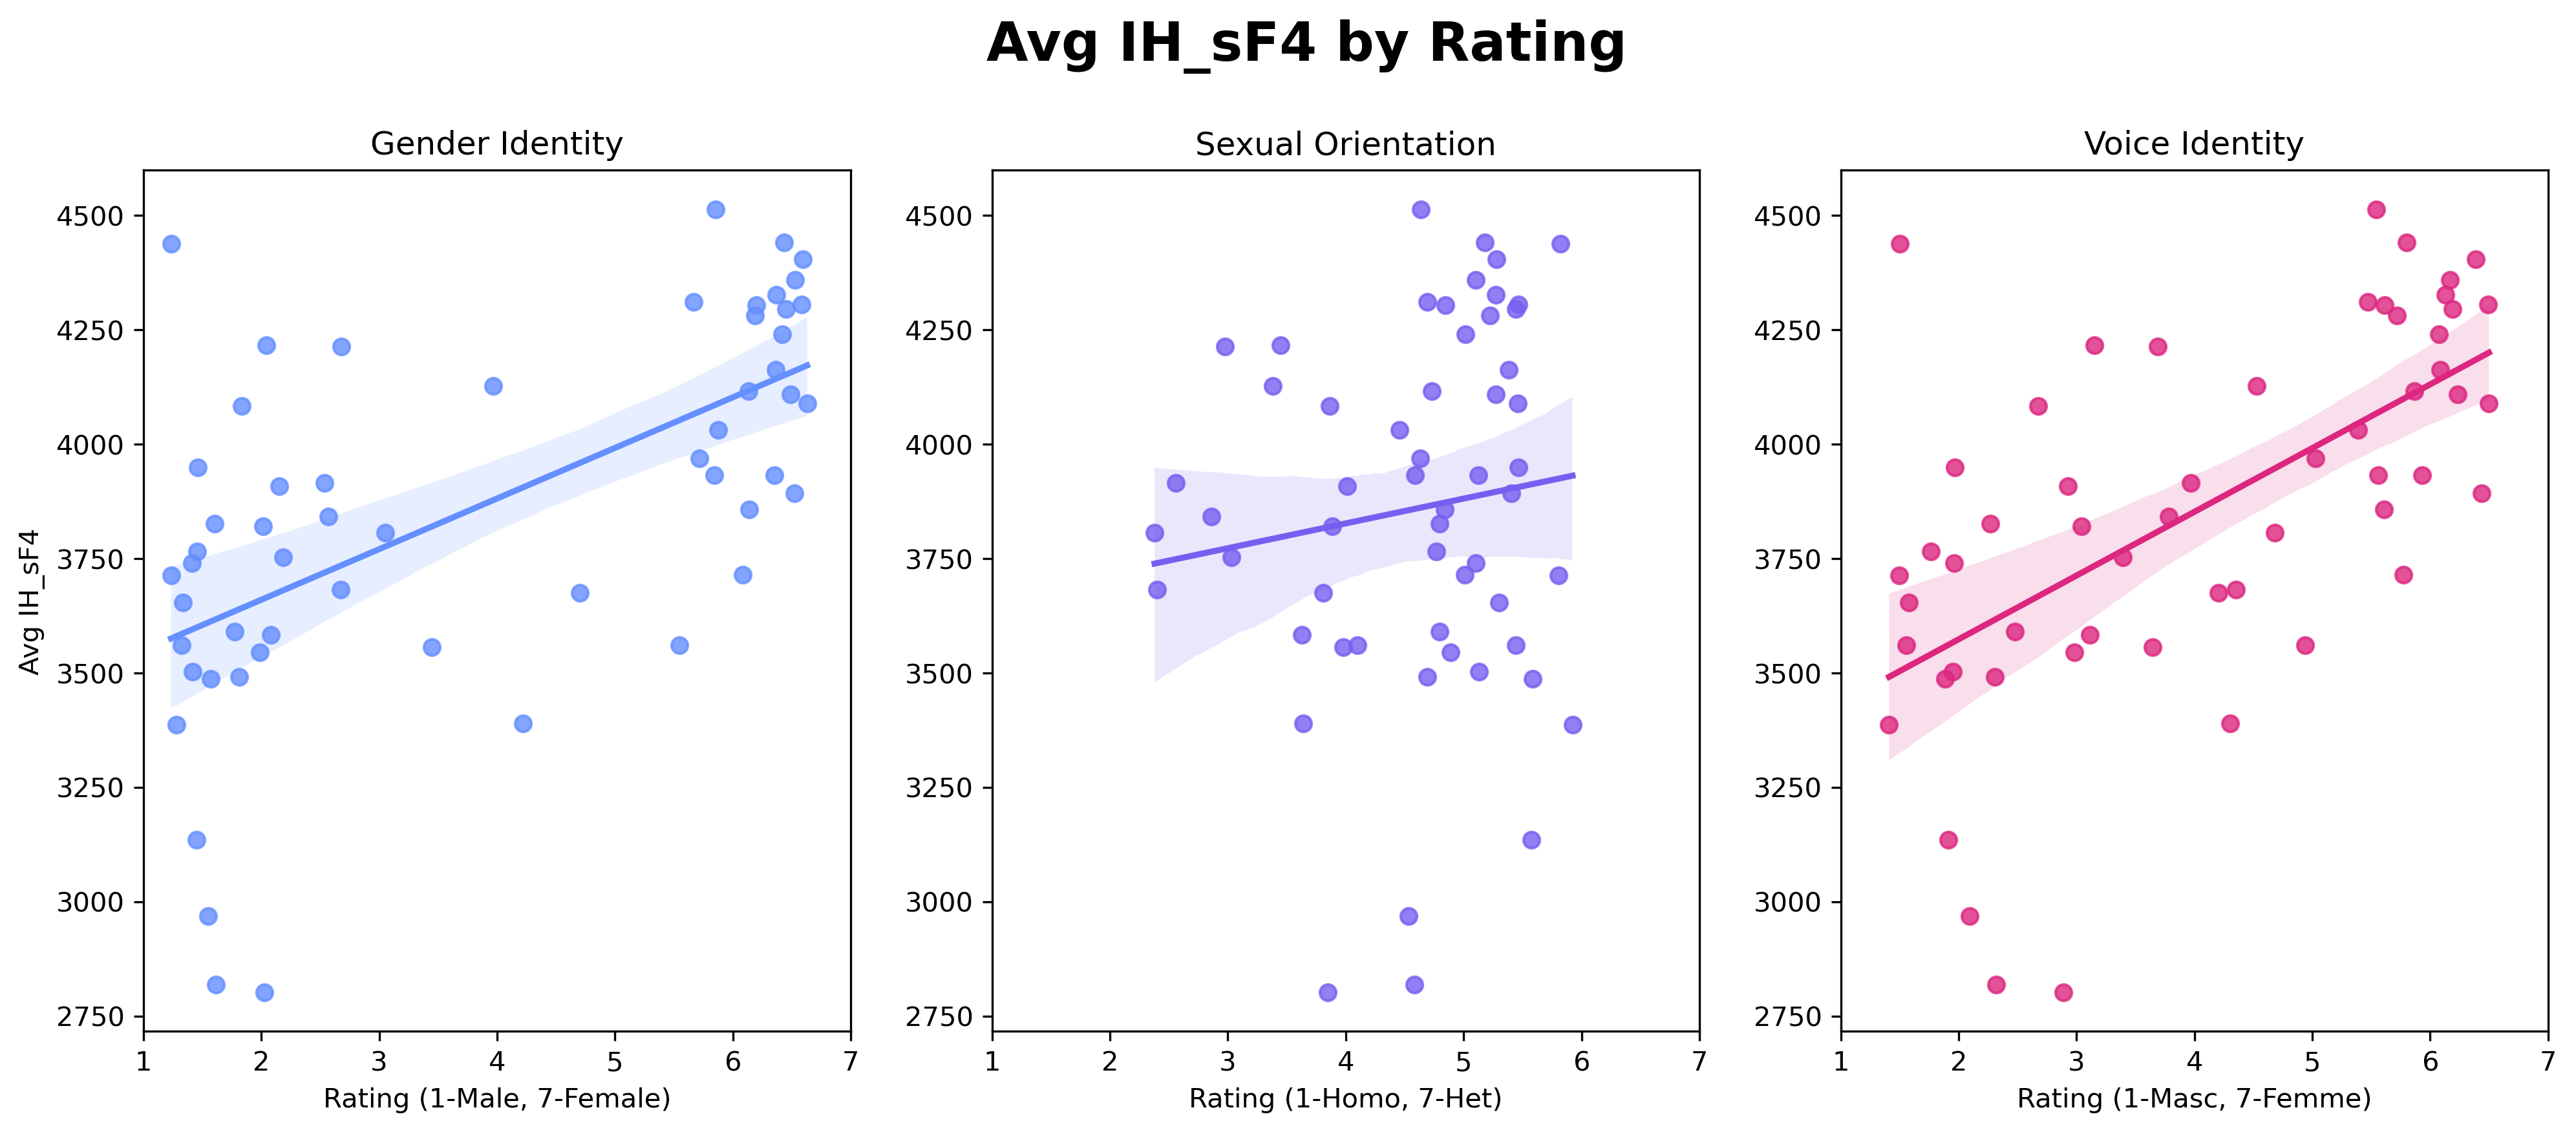 Avg IH_sF4 by Rating
Gender Identity
Sexual Orientation
Voice Identity
Avg IH_sF4
4500
4250
4000
3750
3500
3250
3000
2750
1 2 3 4 5 6 7
Rating (1-Male, 7-Female)
4500
4250
4000
3750
3500
3250
3000
2750
1 2 3 4 5 6 7
Rating (1-Homo, 7-Het)
4500
4250
4000
3750
3500
3250
3000
2750
1 2 3 4 5 6 7
Rating (1-Masc, 7-Femme)